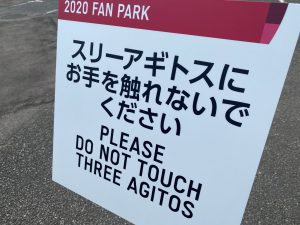 2020 FAN PARK
スリーアギトスに
お手を触れないで
ください
PLEASE
DO NOT TOUCH
THREE AGITOS